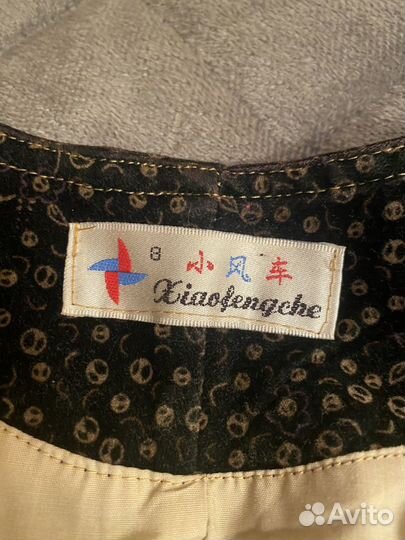 8 小风车
Xiaofengche
Avito